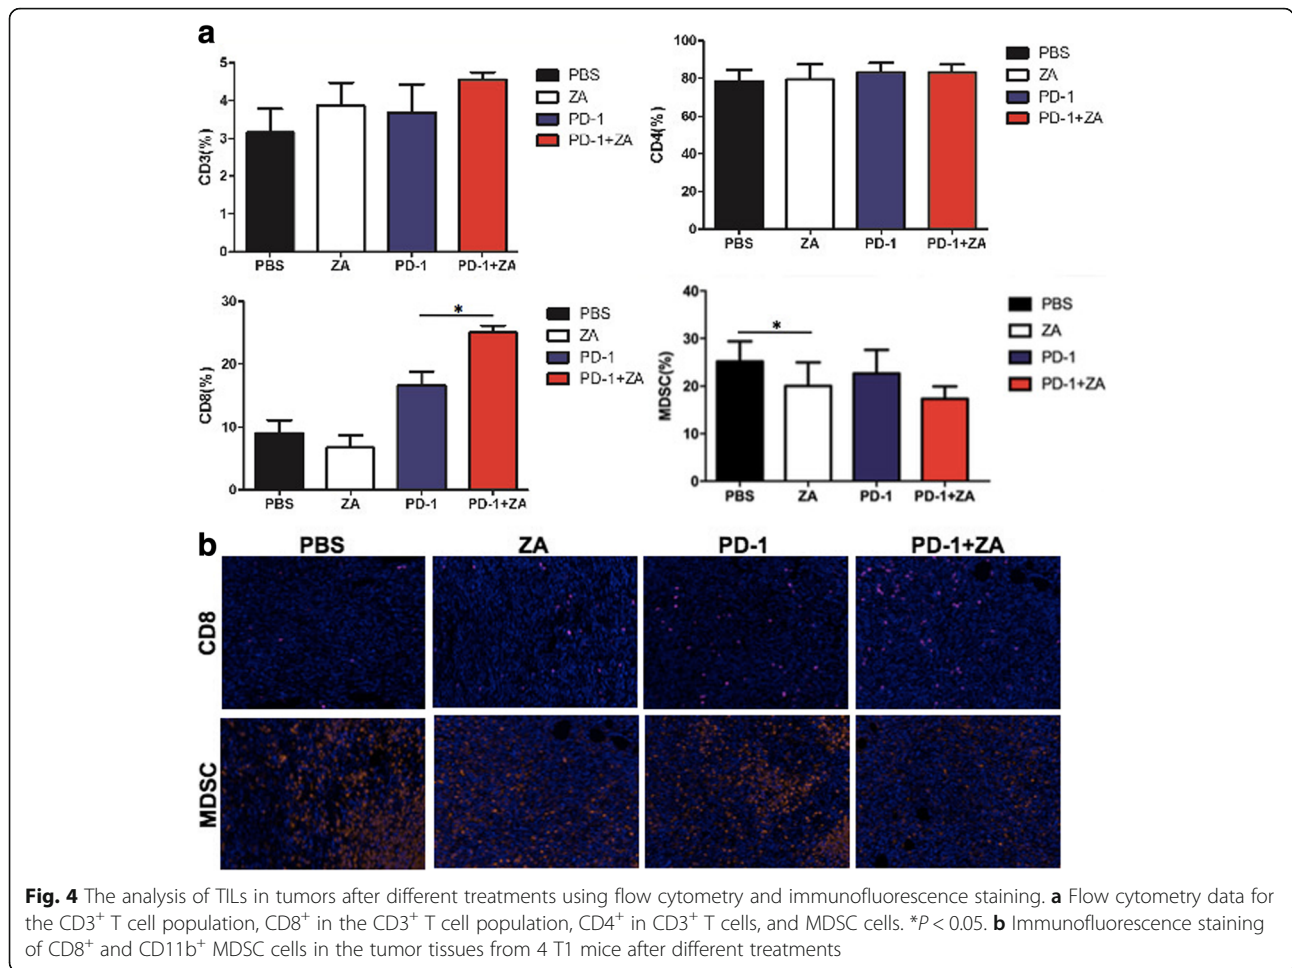 a
5
4
3
2
1
0
CD3(%)
PBS
ZA
PD-1
PD-1+ZA
PBS
ZA
PD-1
PD-1+ZA
100
80
60
40
20
0
CD4(%)
PBS
ZA
PD-1
PD-1+ZA
PBS
ZA
PD-1
PD-1+ZA
30
20
10
0
CD8(%)
*
PBS
ZA
PD-1
PD-1+ZA
PBS
ZA
PD-1
PD-1+ZA
40
30
20
10
0
MDSC(%)
*
PBS
ZA
PD-1
PD-1+ZA
PBS
ZA
PD-1
PD-1+ZA
b
PBS ZA PD-1 PD-1+ZA
CD8
MDSC
Fig. 4 The analysis of TILs in tumors after different treatments using flow cytometry and immunofluorescence staining. a Flow cytometry data for
the CD3⁺ T cell population, CD8⁺ in the CD3⁺ T cell population, CD4⁺ in CD3⁺ T cells, and MDSC cells. *P < 0.05. b Immunofluorescence staining
of CD8⁺ and CD11b⁺ MDSC cells in the tumor tissues from 4 T1 mice after different treatments